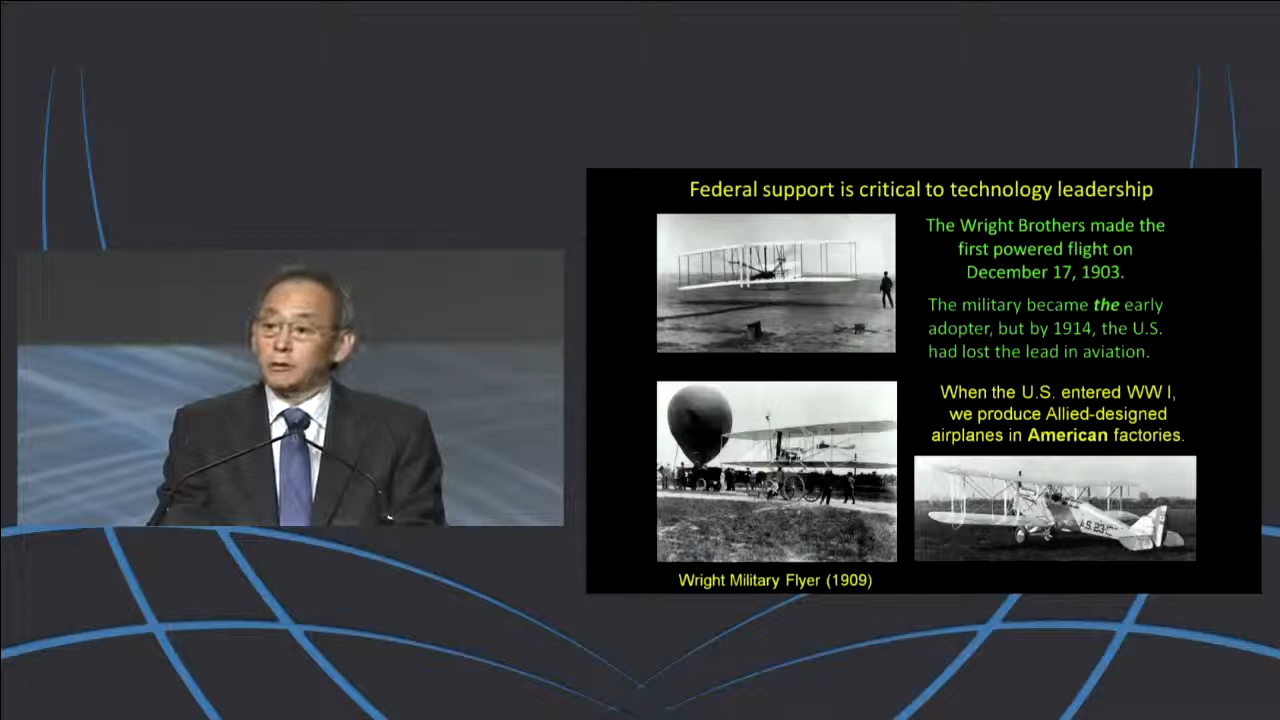 Federal support is critical to technology leadership
The Wright Brothers made the
first powered flight on
December 17, 1903.
The military became the early
adopter, but by 1914, the U.S.
had lost the lead in aviation.
When the U.S. entered WW I,
we produce Allied-designed
airplanes in American factories.
Wright Military Flyer (1909)